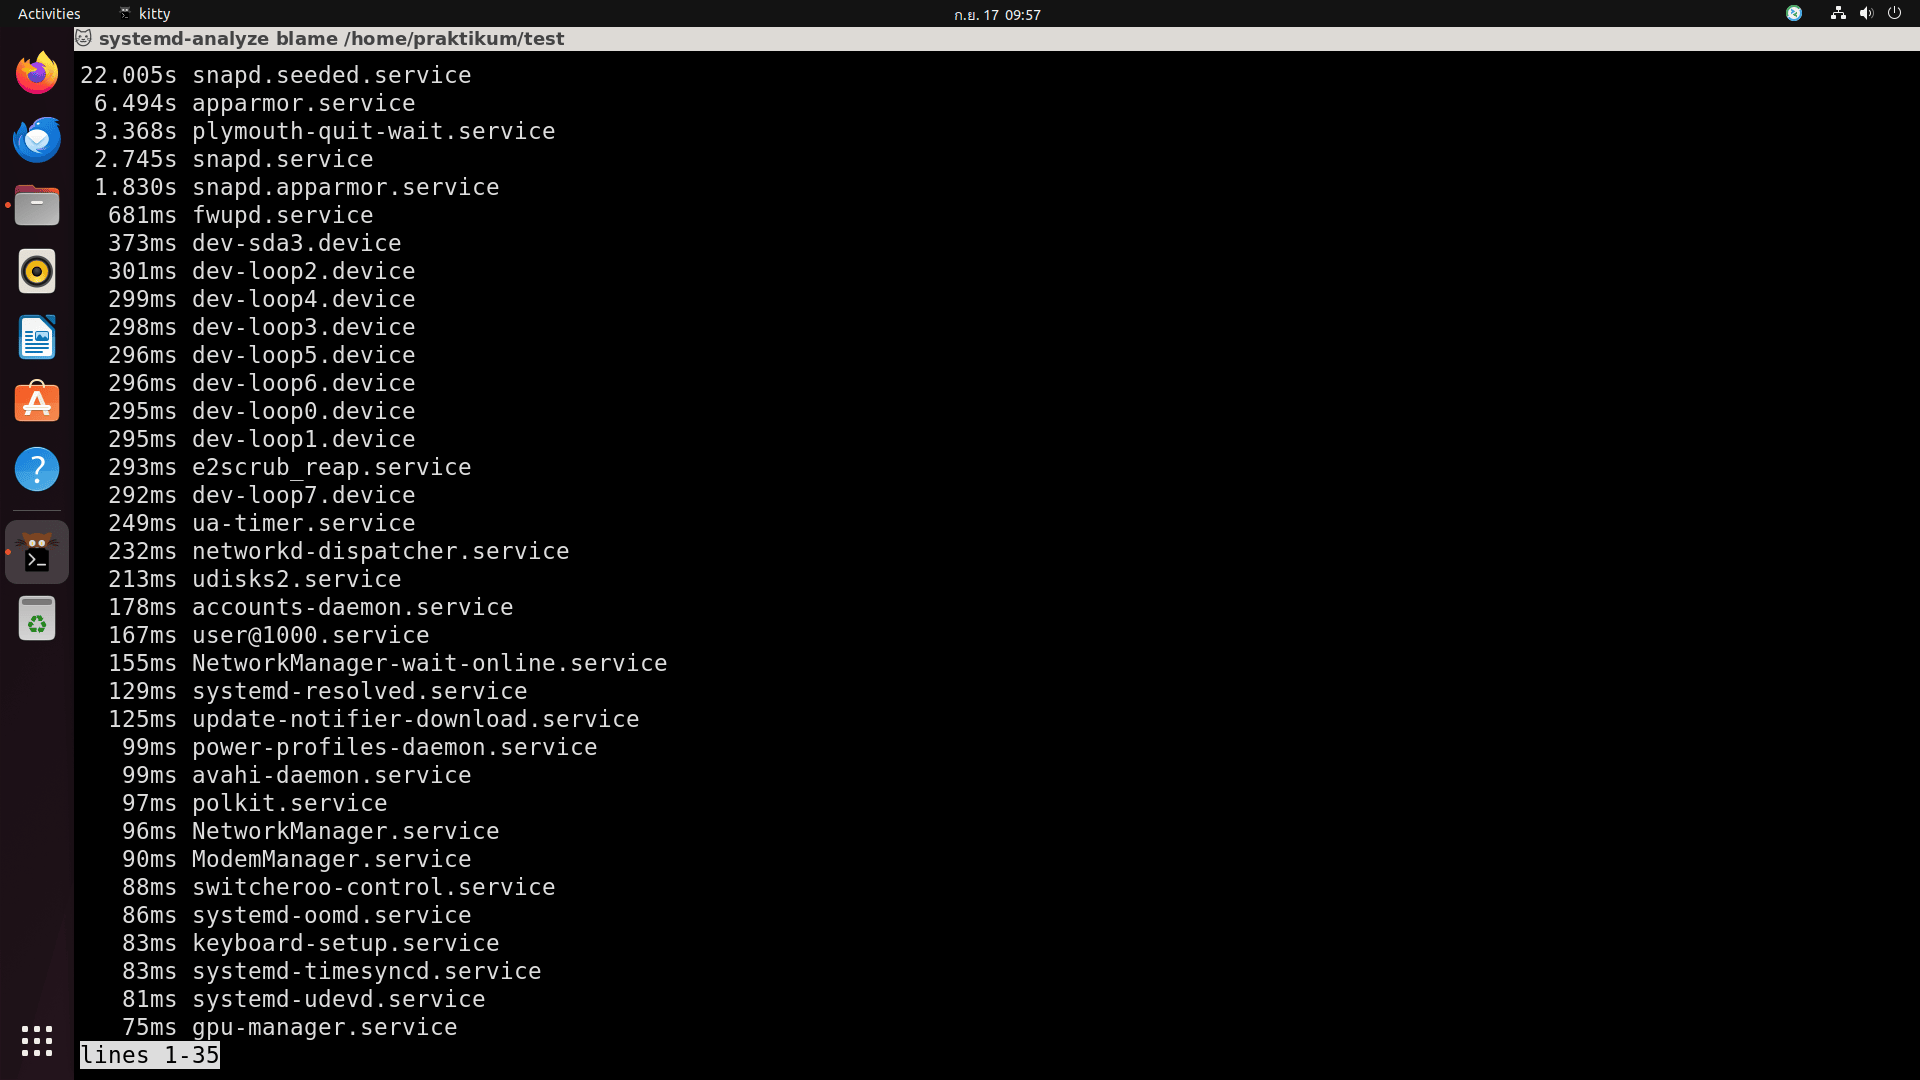 Activities
kitty
ก.ย. 17 09:57
systemd-analyze blame /home/praktikum/test
22.005s snapd.seeded.service
6.494s apparmor.service
3.368s plymouth-quit-wait.service
2.745s snapd.service
1.830s snapd.apparmor.service
681ms fwupd.service
373ms dev-sda3.device
301ms dev-loop2.device
299ms dev-loop4.device
298ms dev-loop3.device
296ms dev-loop5.device
296ms dev-loop6.device
295ms dev-loop0.device
295ms dev-loop1.device
293ms e2scrub_reap.service
292ms dev-loop7.device
249ms ua-timer.service
232ms networkd-dispatcher.service
213ms udisks2.service
178ms accounts-daemon.service
167ms user@1000.service
155ms NetworkManager-wait-online.service
129ms systemd-resolved.service
125ms update-notifier-download.service
99ms power-profiles-daemon.service
99ms avahi-daemon.service
97ms polkit.service
96ms NetworkManager.service
90ms ModemManager.service
88ms switcheroo-control.service
86ms systemd-oomd.service
83ms keyboard-setup.service
83ms systemd-timesyncd.service
81ms systemd-udevd.service
75ms gpu-manager.service
lines 1-35